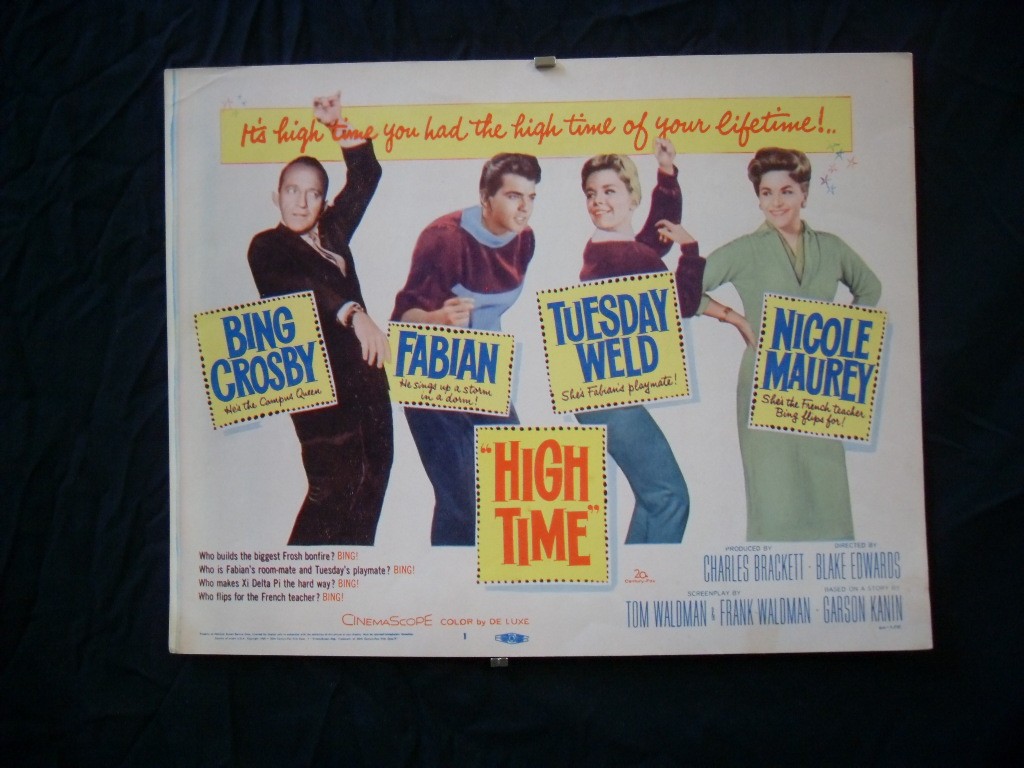 It's high time you had the high time of your lifetime!..
BING
CROSBY
He's the Campus Queen
FABIAN
He sings up a storm
in a dorm!
TUESDAY
WELD
She's Fabian's playmate!
NICOLE
MAUREY
She's the French teacher
Bing flips for!
"HIGH
TIME"
Who builds the biggest Frosh bonfire? BING!
Who is Fabian's room-mate and Tuesday's playmate? BING!
Who makes Xi Delta Pi the hard way? BING!
Who flips for the French teacher? BING!
CINEMASCOPE COLOR by DE LUXE
20
PRODUCED BY
CHARLES BRACKETT ·
DIRECTED BY
BLAKE EDWARDS
SCREENPLAY BY
TOM WALDMAN & FRANK WALDMAN ·
BASED ON A STORY BY
GARSON KANIN
1